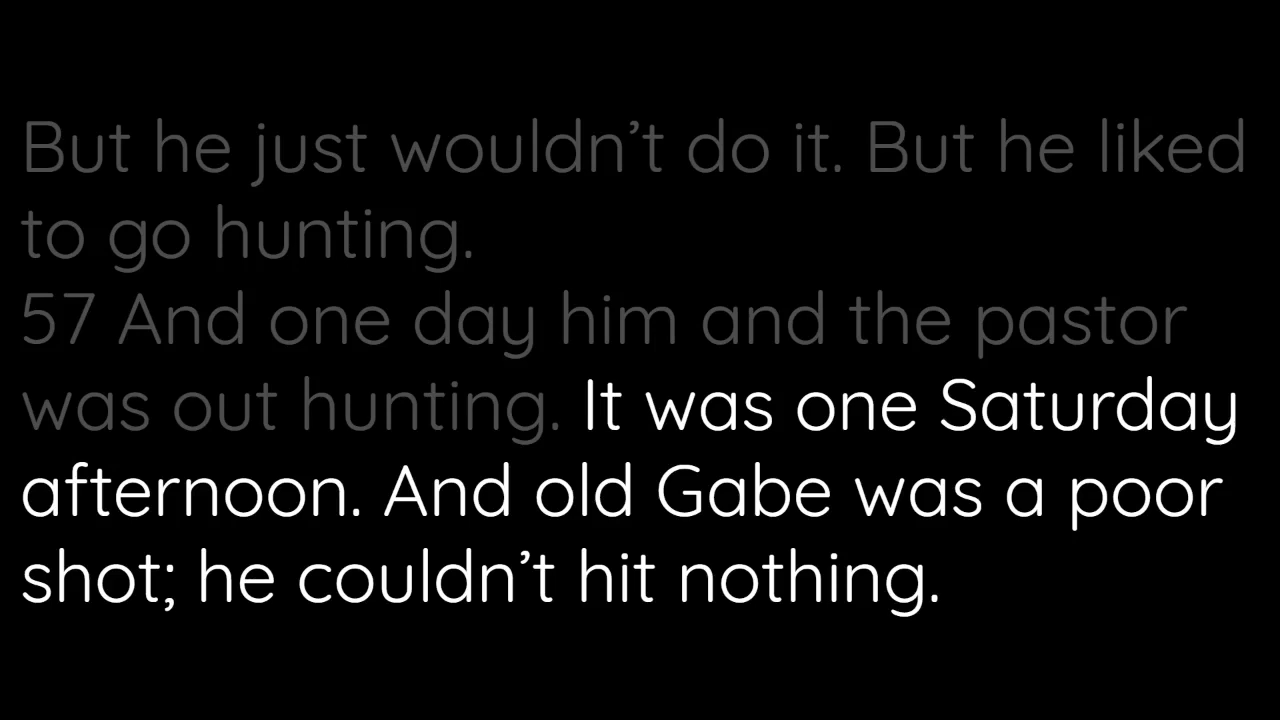 But he just wouldn’t do it. But he liked
to go hunting.
57 And one day him and the pastor
was out hunting. It was one Saturday
afternoon. And old Gabe was a poor
shot; he couldn’t hit nothing.